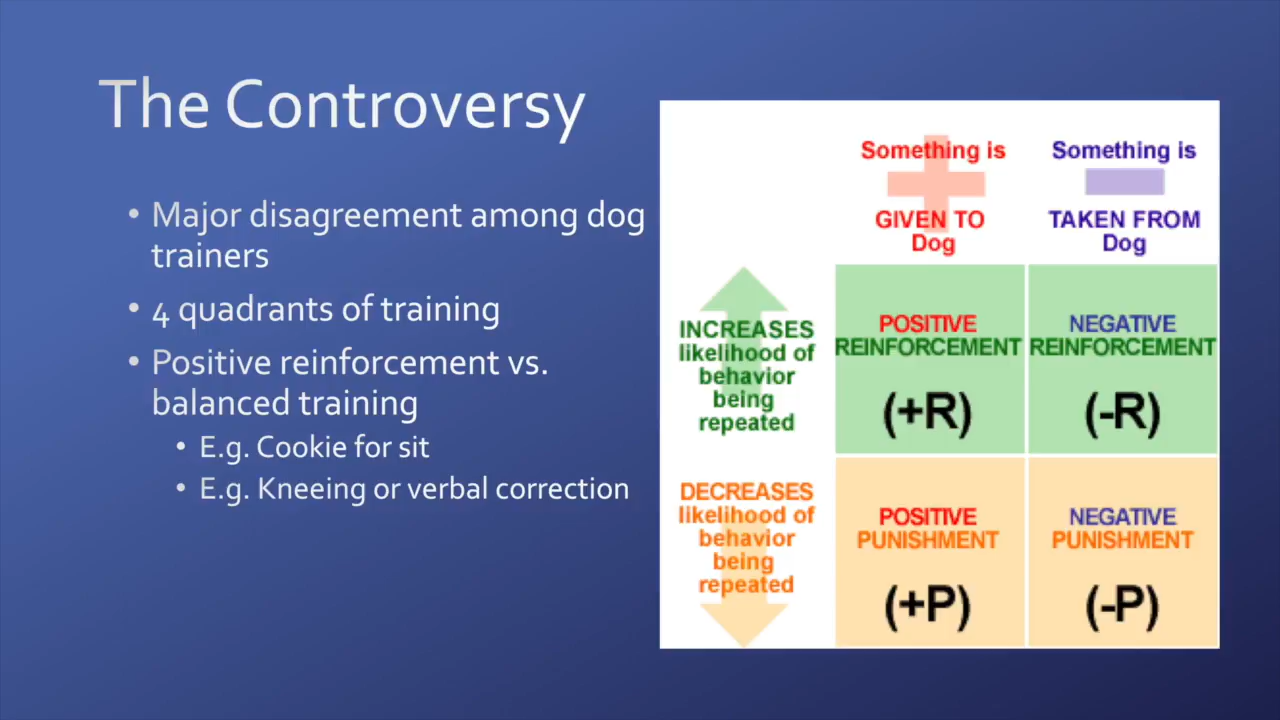 The Controversy
• Major disagreement among dog
trainers
• 4 quadrants of training
• Positive reinforcement vs.
balanced training
• E.g. Cookie for sit
• E.g. Kneeing or verbal correction
Something is
GIVEN TO
Dog
Something is
TAKEN FROM
Dog
INCREASES
likelihood of
behavior
being
repeated
POSITIVE
REINFORCEMENT
(+R)
NEGATIVE
REINFORCEMENT
(-R)
DECREASES
likelihood of
behavior
being
repeated
POSITIVE
PUNISHMENT
(+P)
NEGATIVE
PUNISHMENT
(-P)